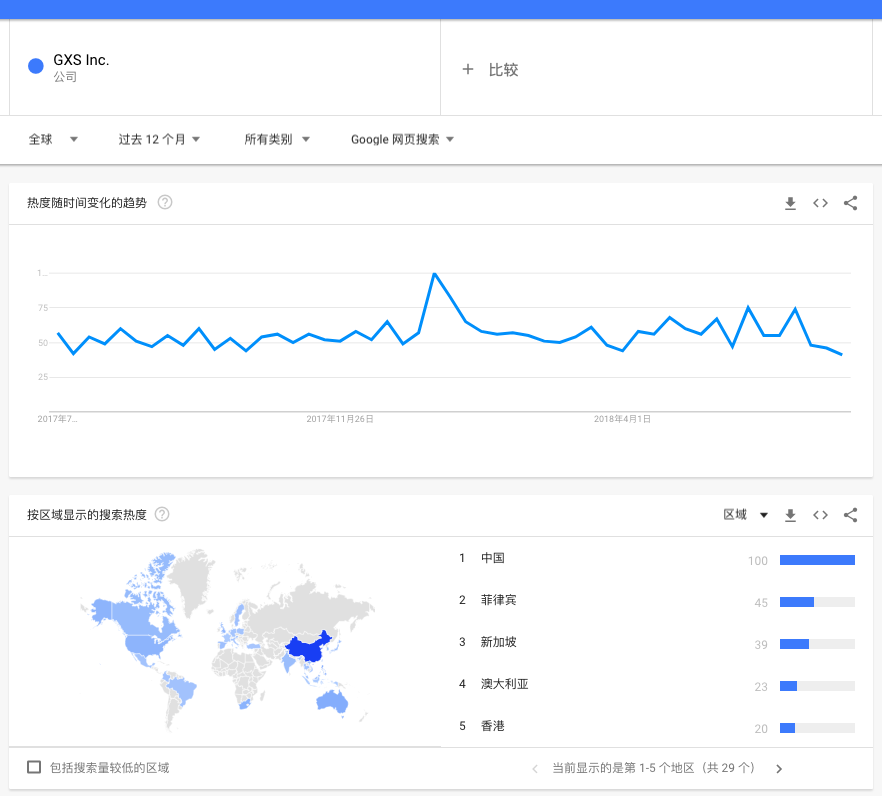 GXS Inc.
公司
比较
全球
过去 12 个月
所有类别
Google 网页搜索
热度随时间变化的趋势
1...
75
50
25
2017年7...
2017年11月26日
2018年4月1日
按区域显示的搜索热度
区域
1 中国 100
2 菲律宾 45
3 新加坡 39
4 澳大利亚 23
5 香港 20
包括搜索量较低的区域
当前显示的是第 1-5 个地区（共 29 个）